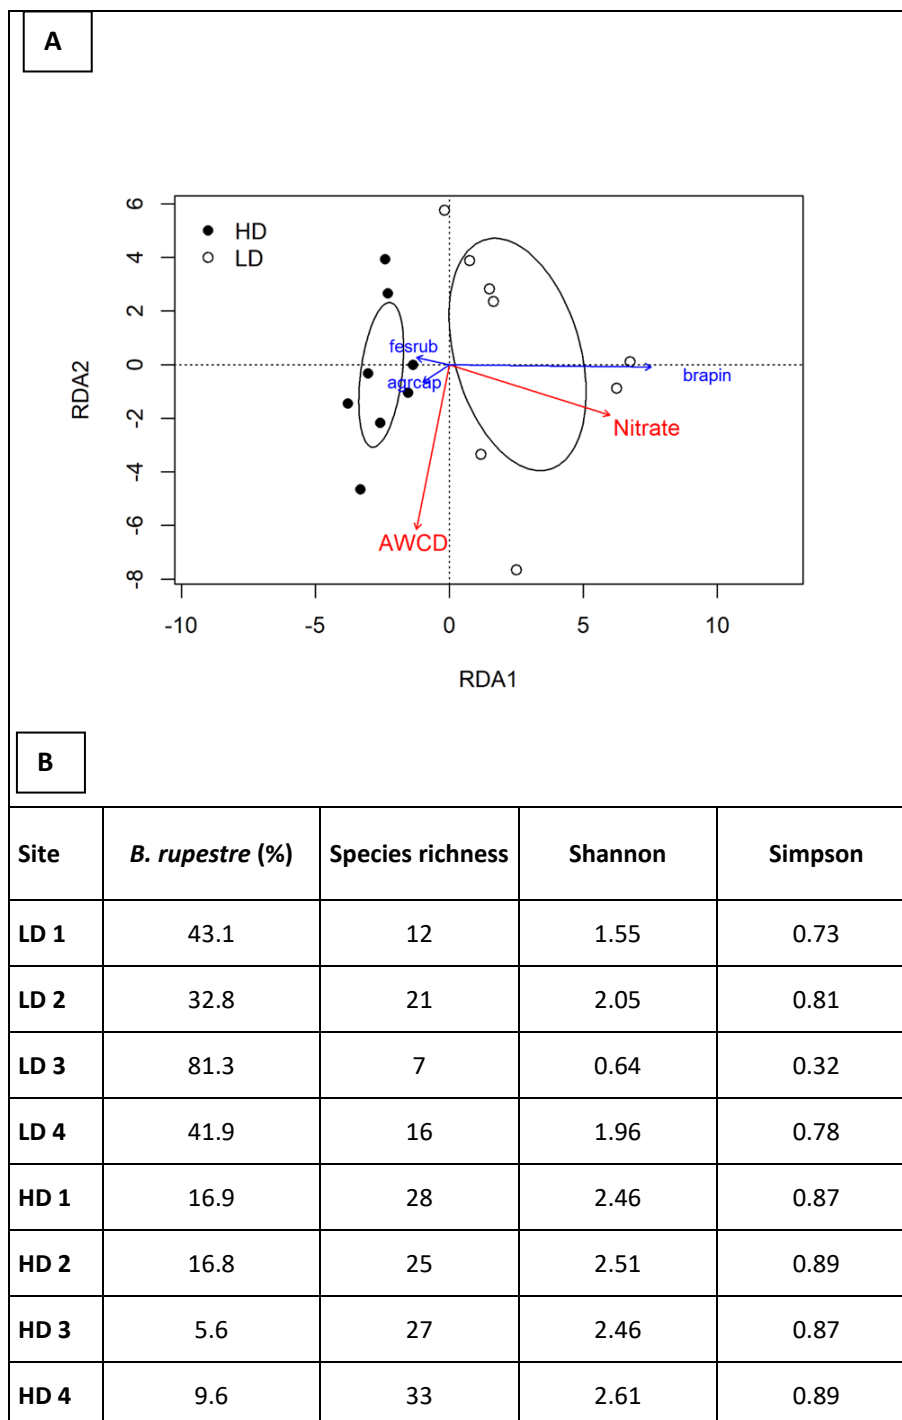 A
HD
LD
6
4
2
0
-2
-4
-6
-8
RDA2
fesrub
agrcap
brapin
Nitrate
AWCD
-10 -5 0 5 10
RDA1
B
Site B. rupestre (%) Species richness Shannon Simpson
LD 1 43.1 12 1.55 0.73
LD 2 32.8 21 2.05 0.81
LD 3 81.3 7 0.64 0.32
LD 4 41.9 16 1.96 0.78
HD 1 16.9 28 2.46 0.87
HD 2 16.8 25 2.51 0.89
HD 3 5.6 27 2.46 0.87
HD 4 9.6 33 2.61 0.89